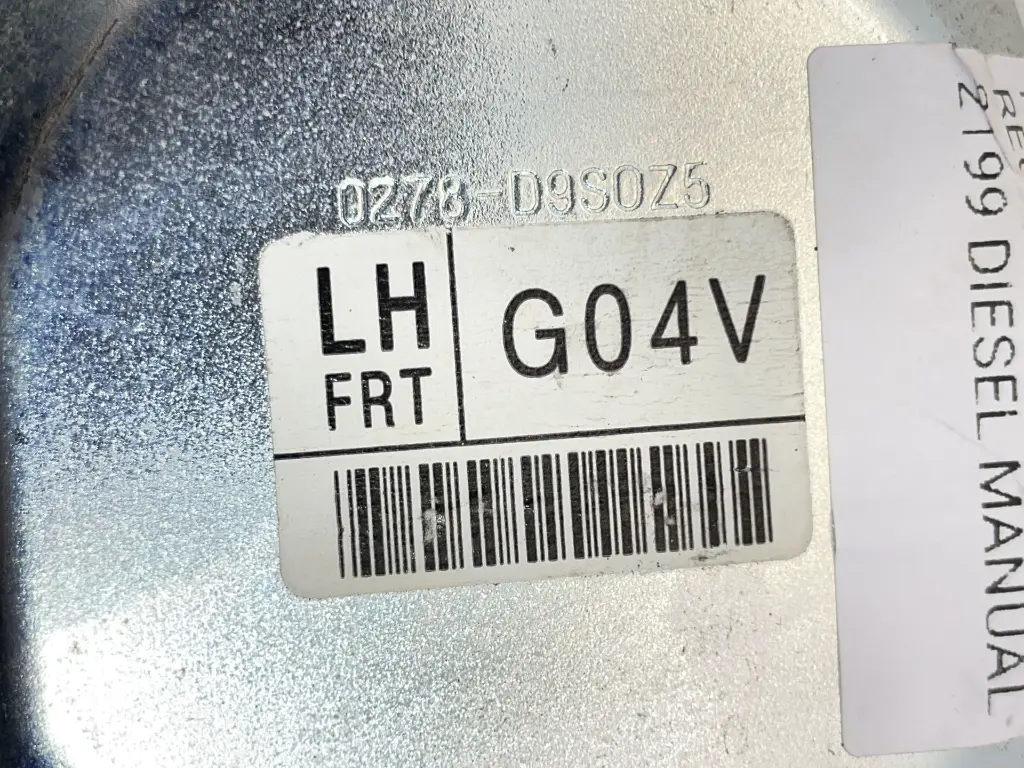 0278-D9S0Z5
LH
FRT
G04V
2199 DIESEL MANUAL